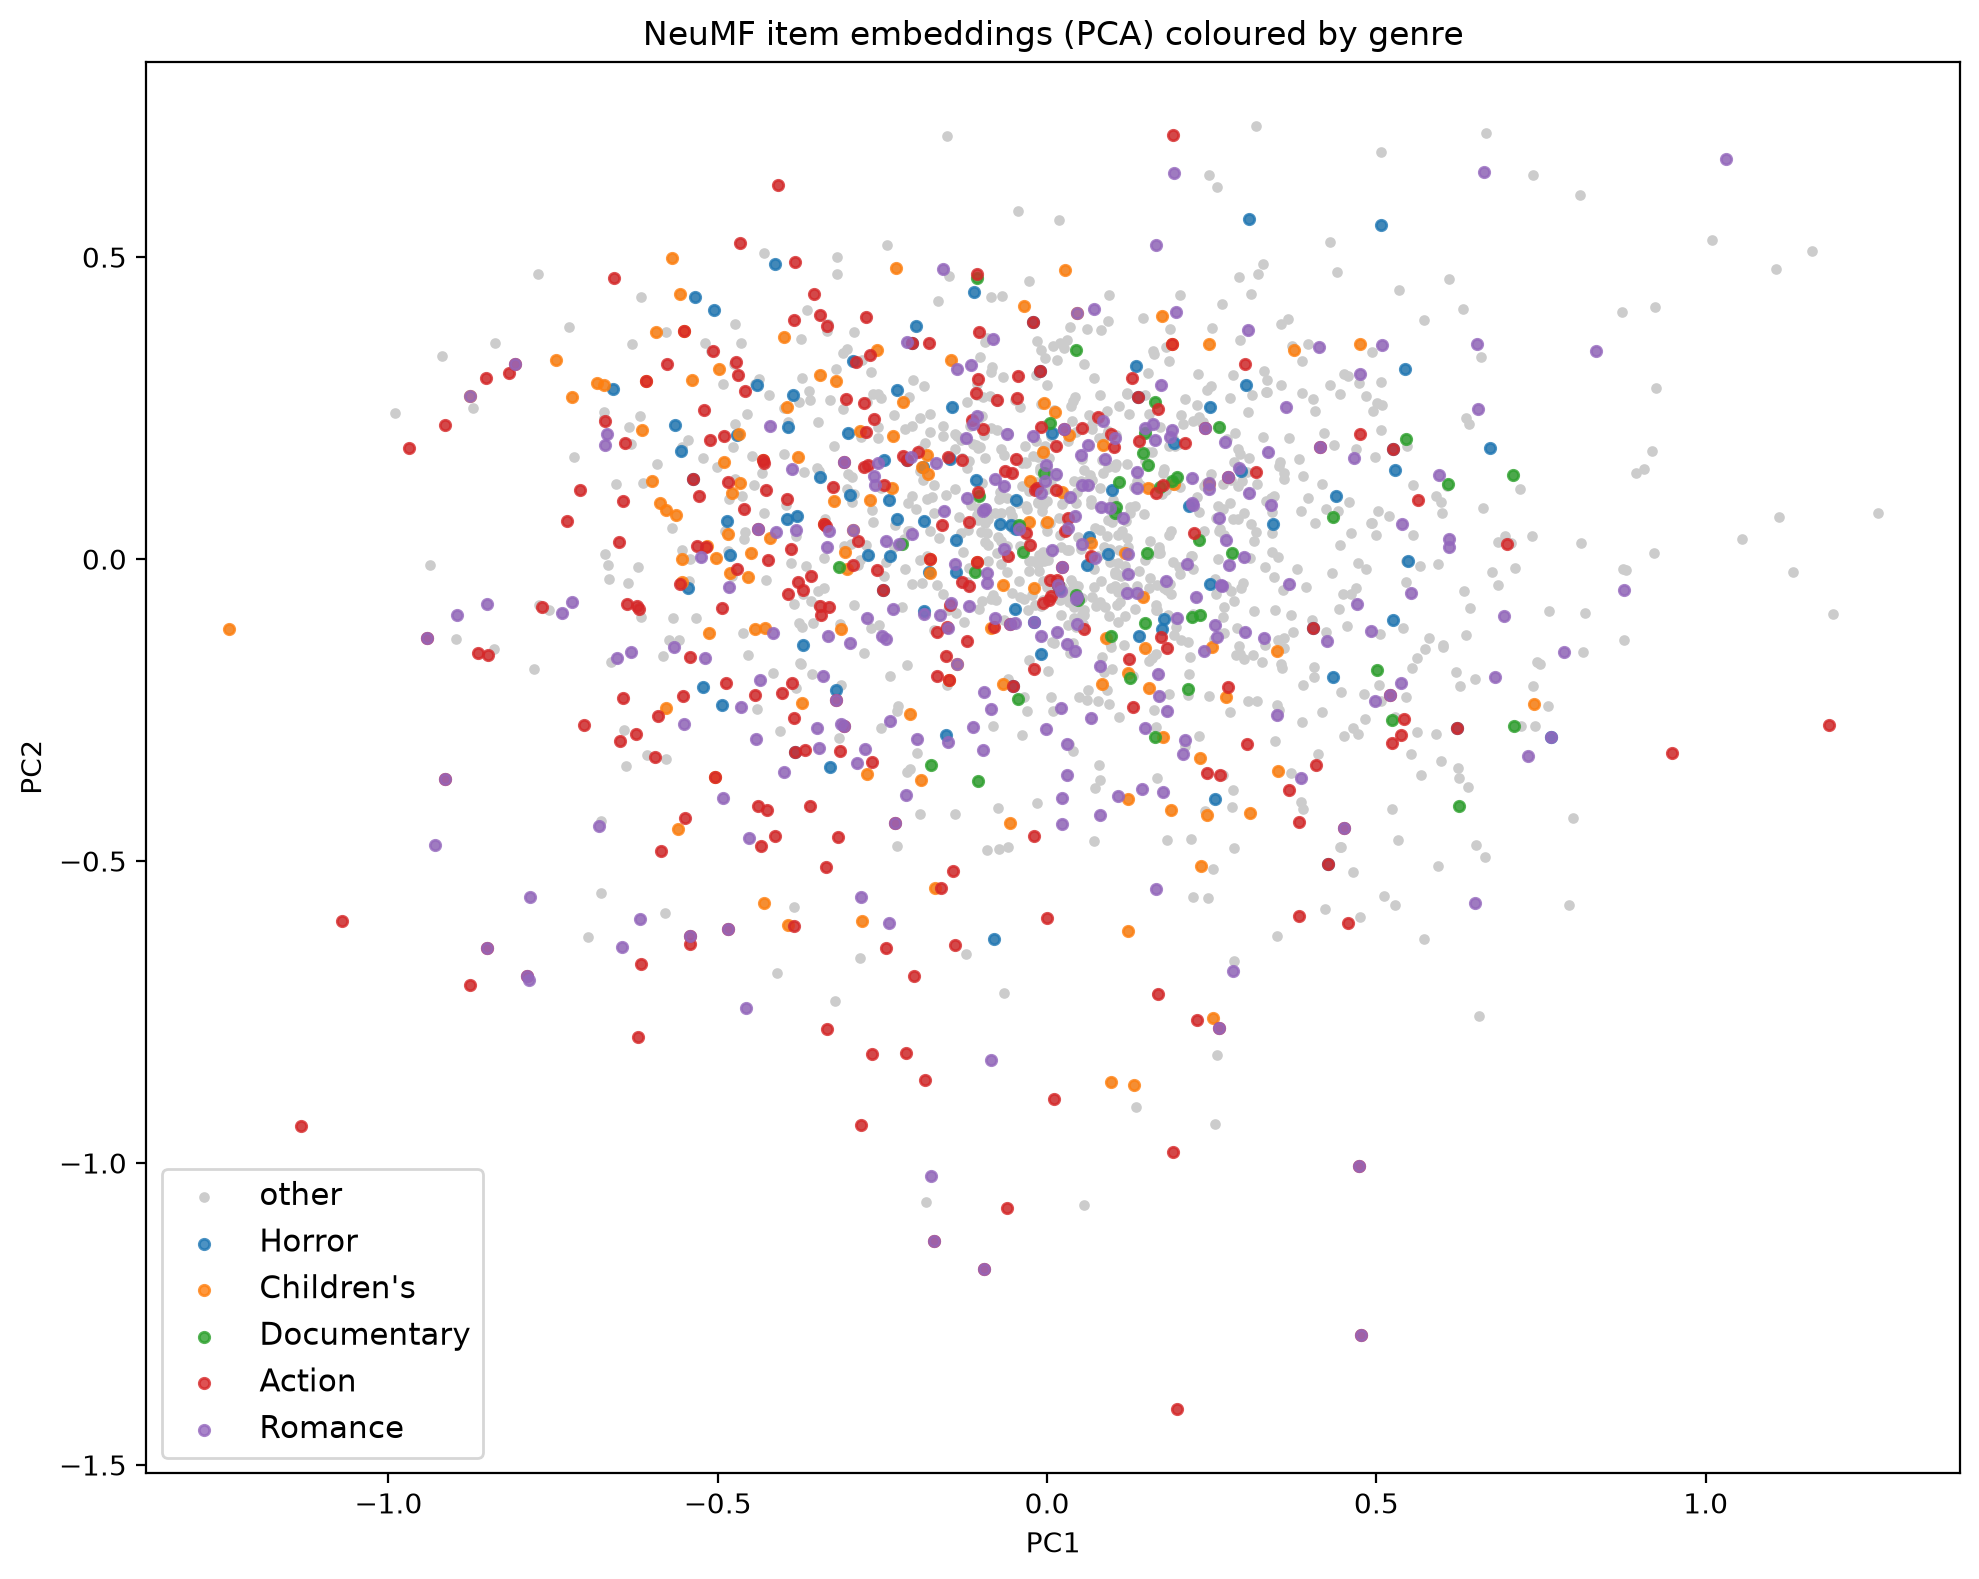 NeuMF item embeddings (PCA) coloured by genre
PC2
0.5
0.0
−0.5
−1.0
−1.5
other
Horror
Children's
Documentary
Action
Romance
−1.0
−0.5
0.0
0.5
1.0
PC1